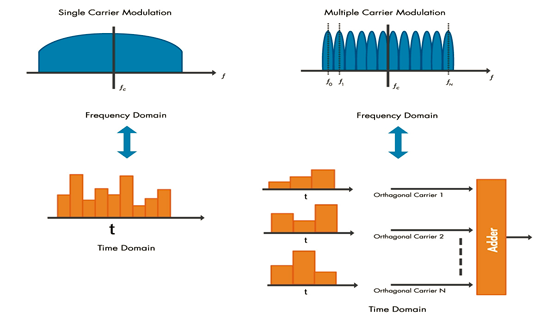 Single Carrier Modulation
Multiple Carrier Modulation
f
fc
f0 f1
fc
fN
f
Frequency Domain
Frequency Domain
t
Time Domain
t
Orthogonal Carrier 1
t
Orthogonal Carrier 2
t
Orthogonal Carrier N
Adder
Time Domain